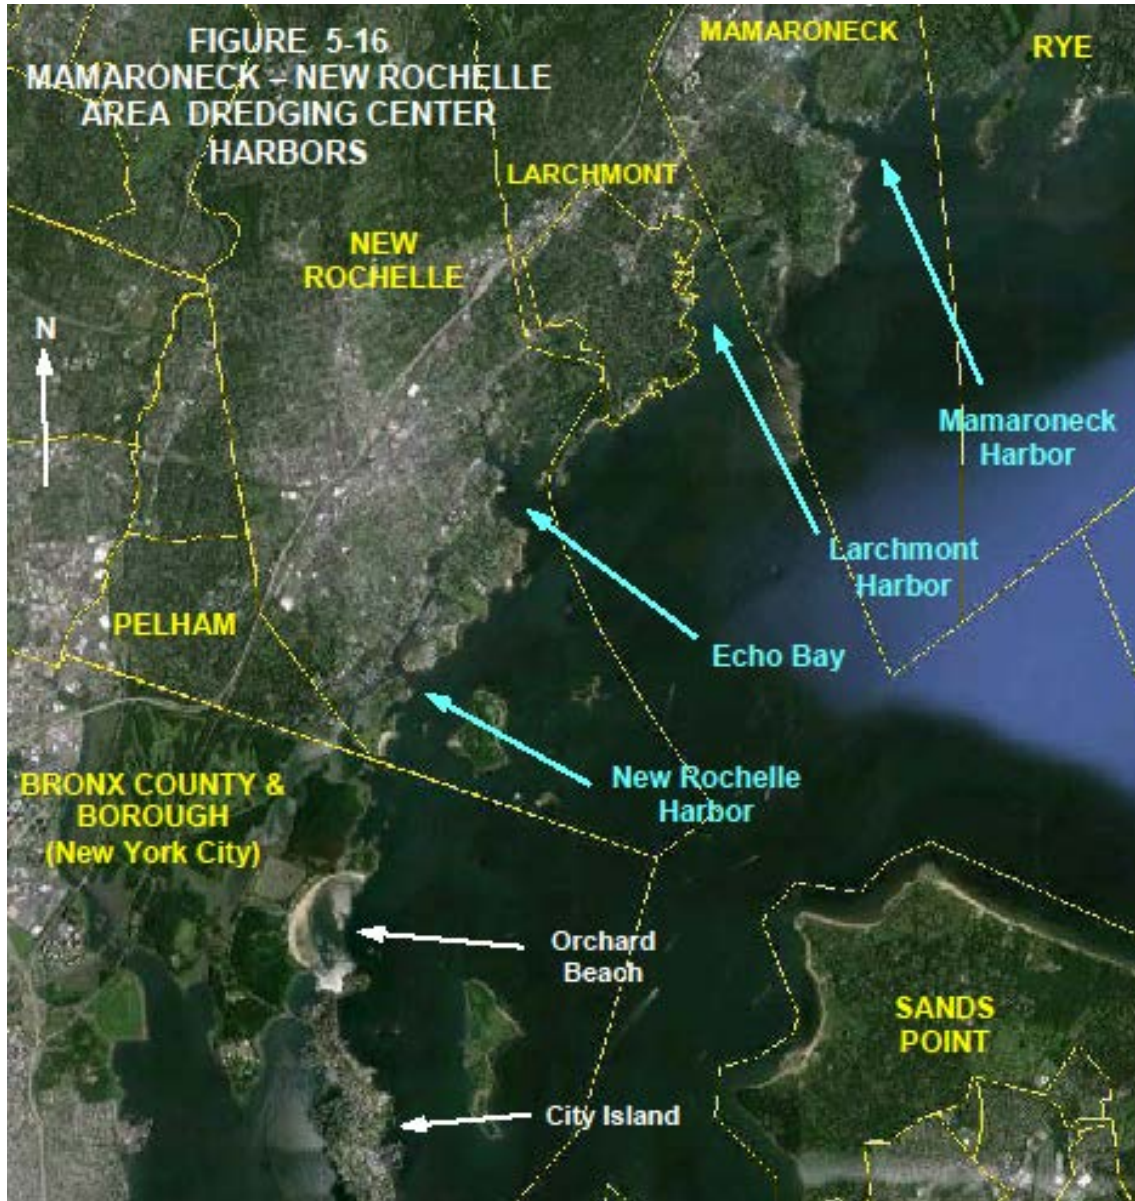 FIGURE 5-16
MAMARONECK – NEW ROCHELLE
AREA DREDGING CENTER
HARBORS
MAMARONECK
RYE
LARCHMONT
NEW
ROCHELLE
N
Mamaroneck
Harbor
Larchmont
Harbor
PELHAM
Echo Bay
New Rochelle
Harbor
BRONX COUNTY &
BOROUGH
(New York City)
Orchard
Beach
SANDS
POINT
City Island